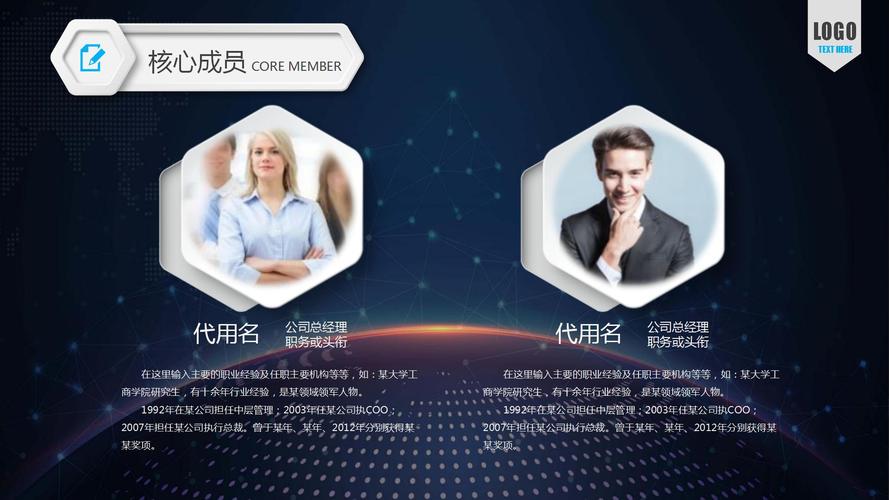 核心成员 CORE MEMBER
LOGO
TEXT HERE
代用名
公司总经理
职务或头衔
在这里输入主要的职业经验及任职主要机构等等，如：某大学工
商学院研究生，有十余年行业经验，是某领域领军人物。
1992年在某公司担任中层管理；2003年任某公司执COO；
2007年担任某公司执行总裁。曾于某年、某年、2012年分别获得某
某奖项。
代用名
公司总经理
职务或头衔
在这里输入主要的职业经验及任职主要机构等等，如：某大学工
商学院研究生，有十余年行业经验，是某领域领军人物。
1992年在某公司担任中层管理；2003年任某公司执COO；
2007年担任某公司执行总裁。曾于某年、某年、2012年分别获得某
某奖项。